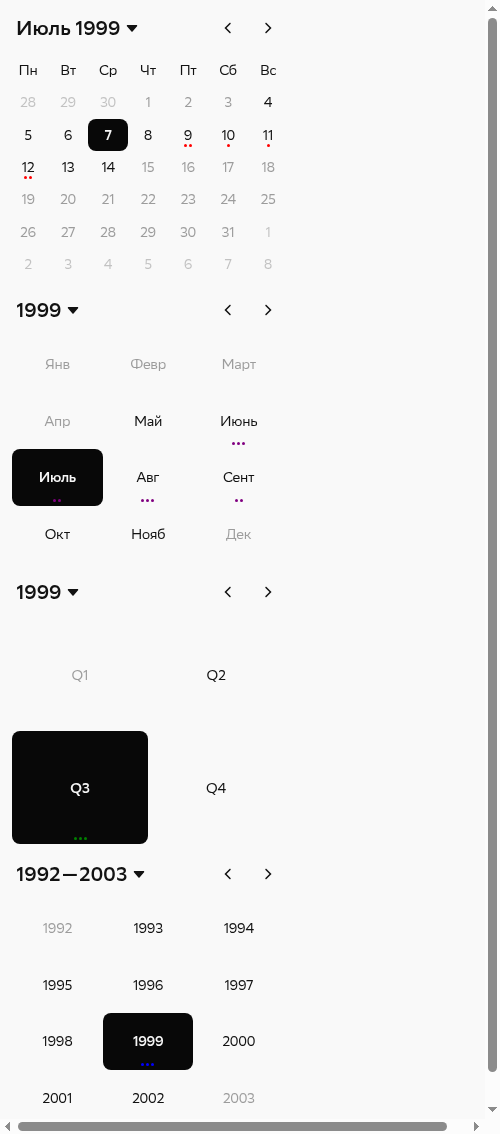 Июль 1999
Пн Вт Ср Чт Пт Сб Вс
28 29 30 1 2 3 4
5 6 7 8 9 10 11
12 13 14 15 16 17 18
19 20 21 22 23 24 25
26 27 28 29 30 31 1
2 3 4 5 6 7 8
1999
Янв Февр Март
Апр Май Июнь
Июль Авг Сент
Окт Нояб Дек
1999
Q1 Q2
Q3 Q4
1992—2003
1992 1993 1994
1995 1996 1997
1998 1999 2000
2001 2002 2003